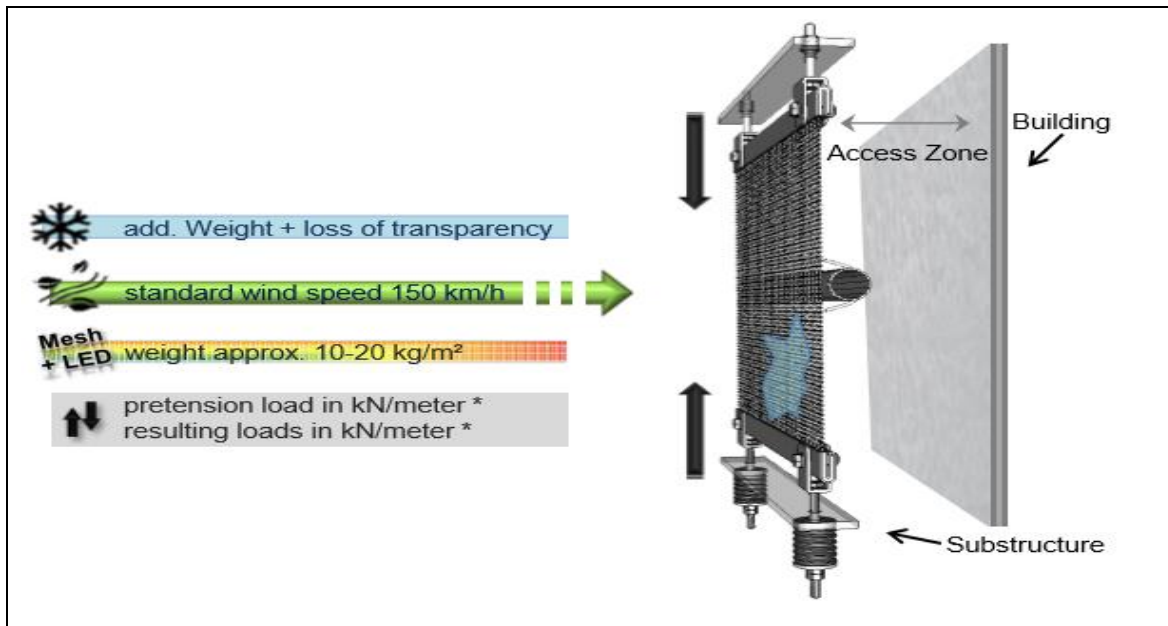 Building
Access Zone
add. Weight + loss of transparency
standard wind speed 150 km/h
Mesh
+ LED
weight approx. 10-20 kg/m²
pretension load in kN/meter *
resulting loads in kN/meter *
Substructure